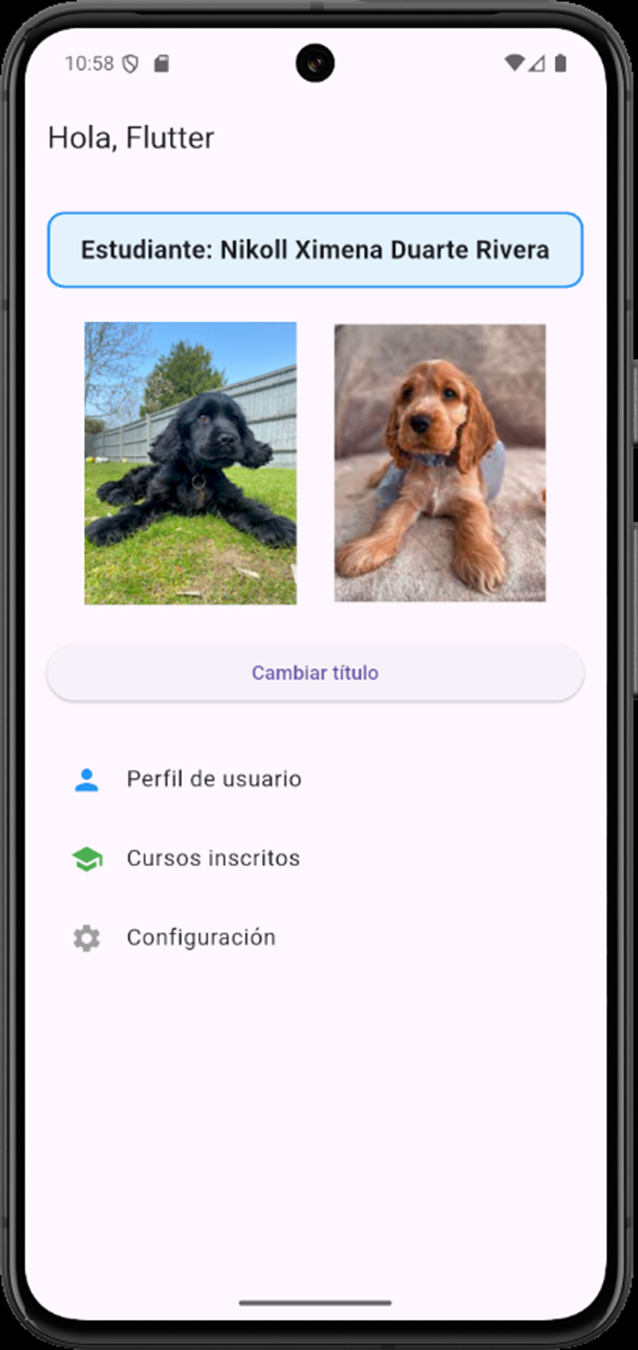 10:58
Hola, Flutter
Estudiante: Nikoll Ximena Duarte Rivera
Cambiar título
Perfil de usuario
Cursos inscritos
Configuración